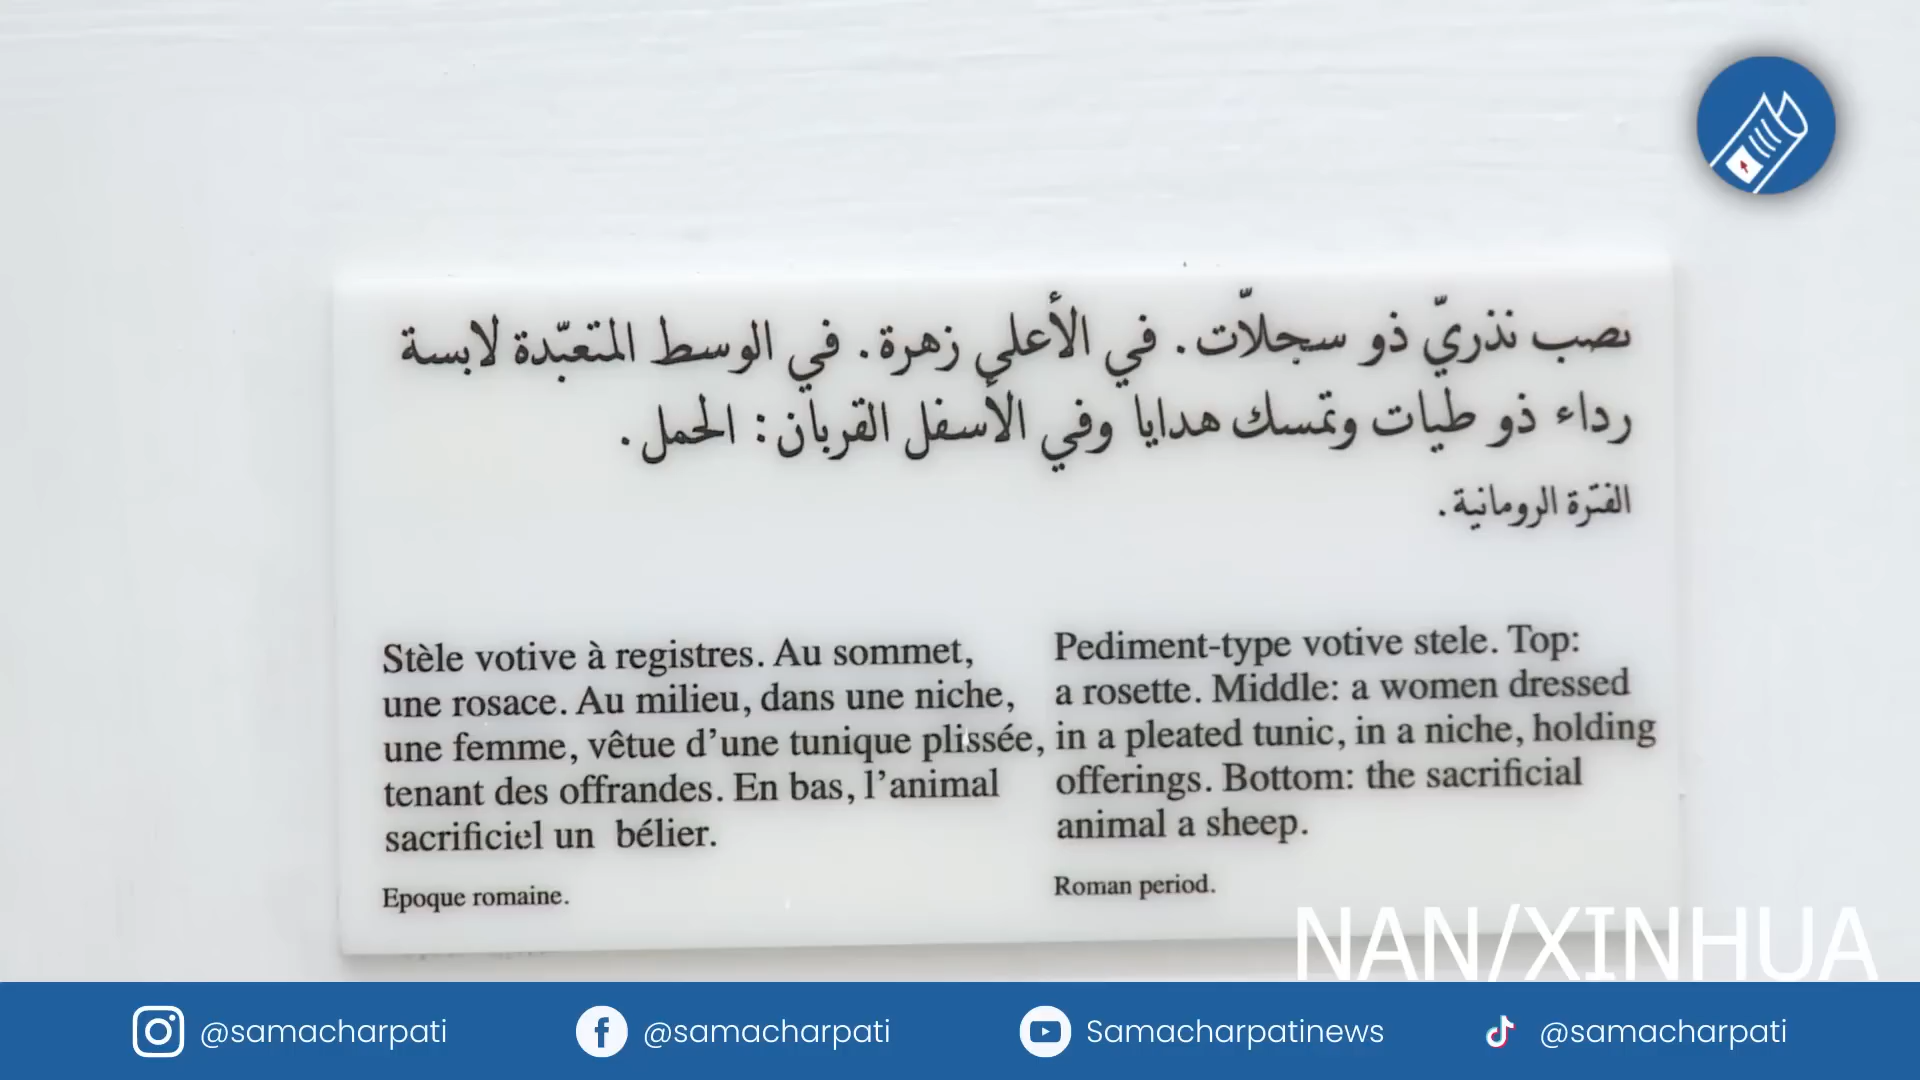 نصب نذريّ ذو سجلاّت. في الأعلى زهرة. في الوسط المتعبّدة لابسة
رداء ذو طيات وتمسك هدايا وفي الأسفل القربان: الحمل.
الفترة الرومانية.
Stèle votive à registres. Au sommet,
une rosace. Au milieu, dans une niche,
une femme, vêtue d'une tunique plissée,
tenant des offrandes. En bas, l'animal
sacrificiel un bélier.
Epoque romaine.
Pediment-type votive stele. Top:
a rosette. Middle: a women dressed
in a pleated tunic, in a niche, holding
offerings. Bottom: the sacrificial
animal a sheep.
Roman period.
NAN/XINHUA
@samacharpati
@samacharpati
Samacharpatinews
@samacharpati